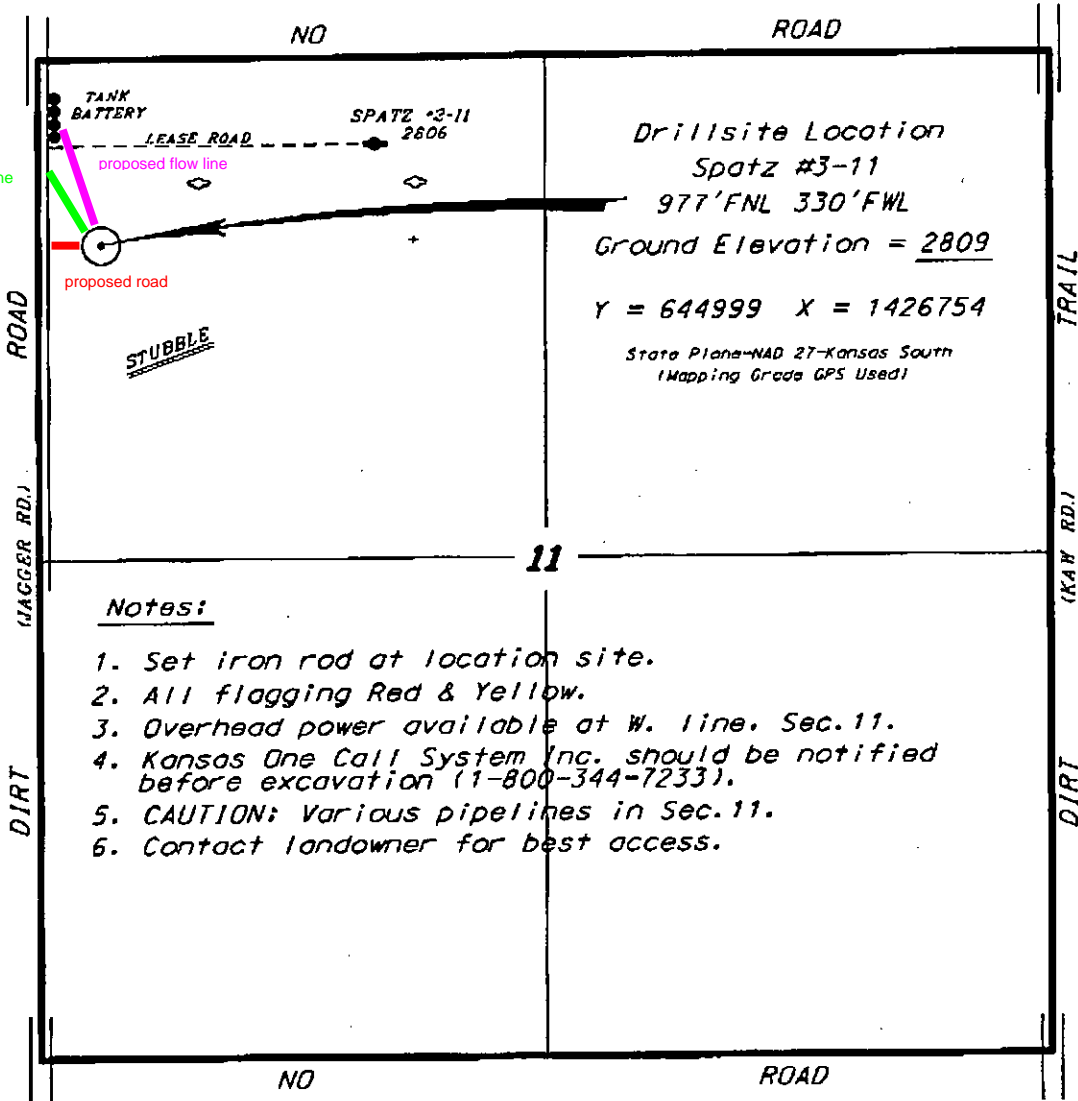 NO ROAD
TANK
BATTERY
LEASE ROAD
2806
proposed flow line
proposed road
STUBBLE
Drillsite Location
Spatz #3-11
977'FNL 330'FWL
Ground Elevation = 2809
Y = 644999 X = 1426754
State Plane-NAD 27-Kansas South
(Mapping Grade GPS Used)
ROAD
(JAGGER RD.)
DIRT
TRAIL
(KAW RD.)
DIRT
11
Notes:
1. Set iron rod at location site.
2. All flagging Red & Yellow.
3. Overhead power available at W. line. Sec. 11.
4. Kansas One Call System Inc. should be notified
before excavation (1-800-344-7233).
5. CAUTION: Various pipelines in Sec. 11.
6. Contact landowner for best access.
NO ROAD